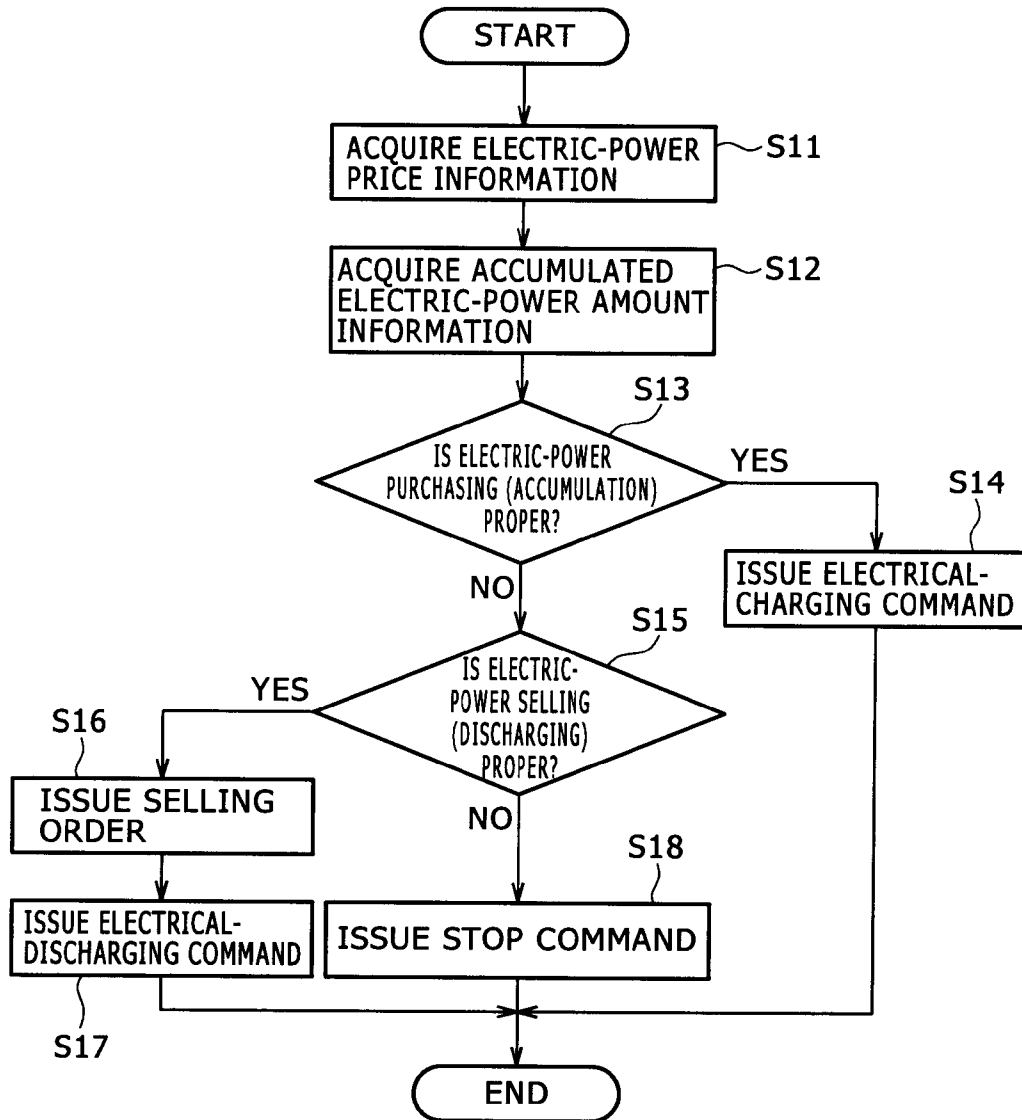 START
ACQUIRE ELECTRIC-POWER
PRICE INFORMATION
S11
ACQUIRE ACCUMULATED
ELECTRIC-POWER AMOUNT
INFORMATION
S12
S13
IS ELECTRIC-POWER
PURCHASING (ACCUMULATION)
PROPER?
YES
NO
S14
ISSUE ELECTRICAL-
CHARGING COMMAND
S15
IS ELECTRIC-
POWER SELLING
(DISCHARGING)
PROPER?
YES
NO
S16
ISSUE SELLING
ORDER
ISSUE ELECTRICAL-
DISCHARGING COMMAND
S17
S18
ISSUE STOP COMMAND
END